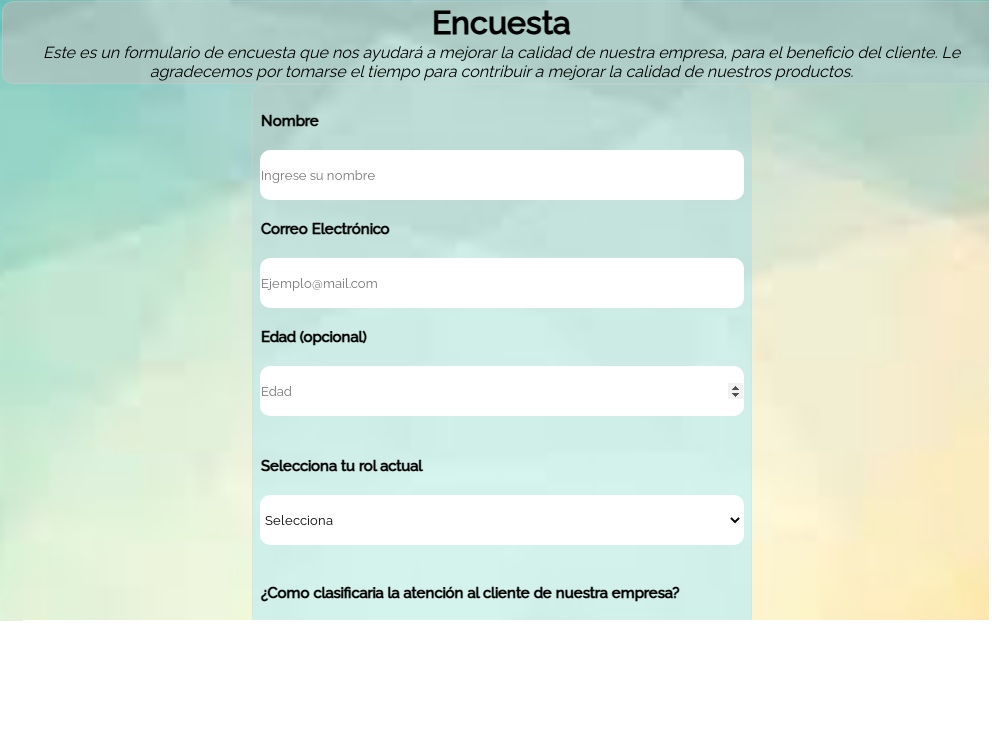 Encuesta
Este es un formulario de encuesta que nos ayudará a mejorar la calidad de nuestra empresa, para el beneficio del cliente. Le
agradecemos por tomarse el tiempo para contribuir a mejorar la calidad de nuestros productos.
Nombre
Ingrese su nombre
Correo Electrónico
Ejemplo@mail.com
Edad (opcional)
Edad
Selecciona tu rol actual
Selecciona
¿Como clasificaria la atención al cliente de nuestra empresa?